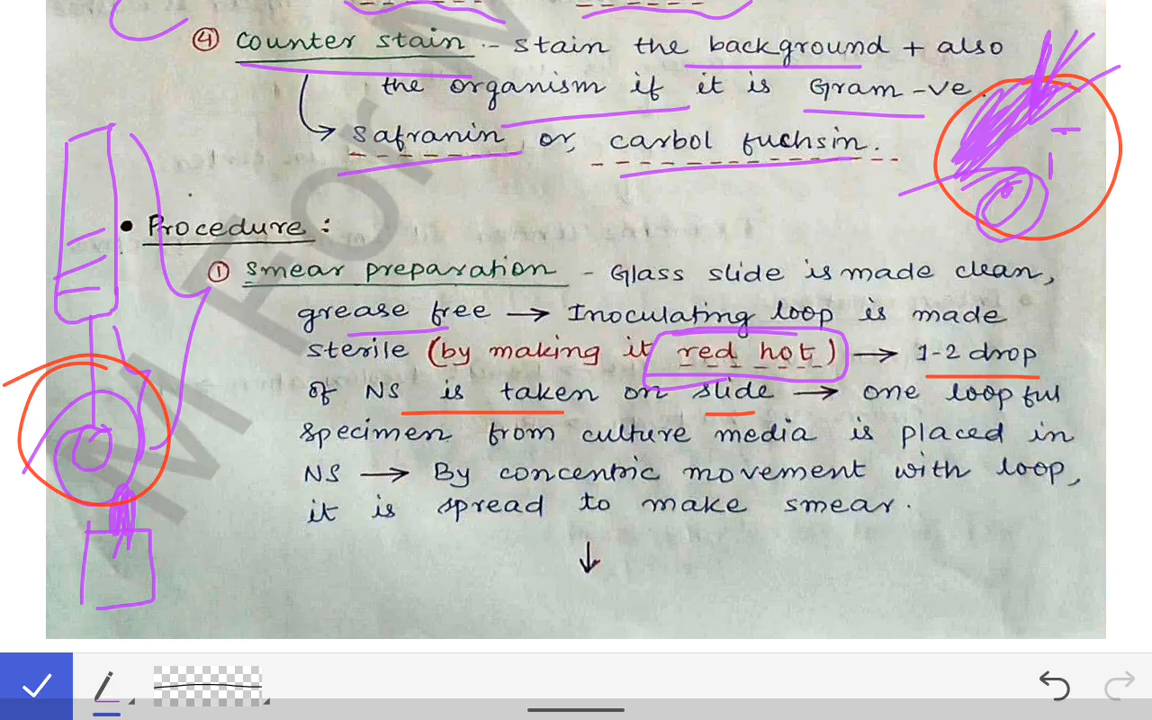 ④ Counter stain - stain the background + also
the organism if it is Gram -ve.
Safranin or, carbol fuchsin.
• Procedure :
① Smear preparation - Glass slide is made clean,
grease free → Inoculating loop is made
sterile (by making it red hot) → 1-2 drop
of NS is taken on slide → one loopful
specimen from culture media is placed in
NS → By concentric movement with loop,
it is spread to make smear.
↓